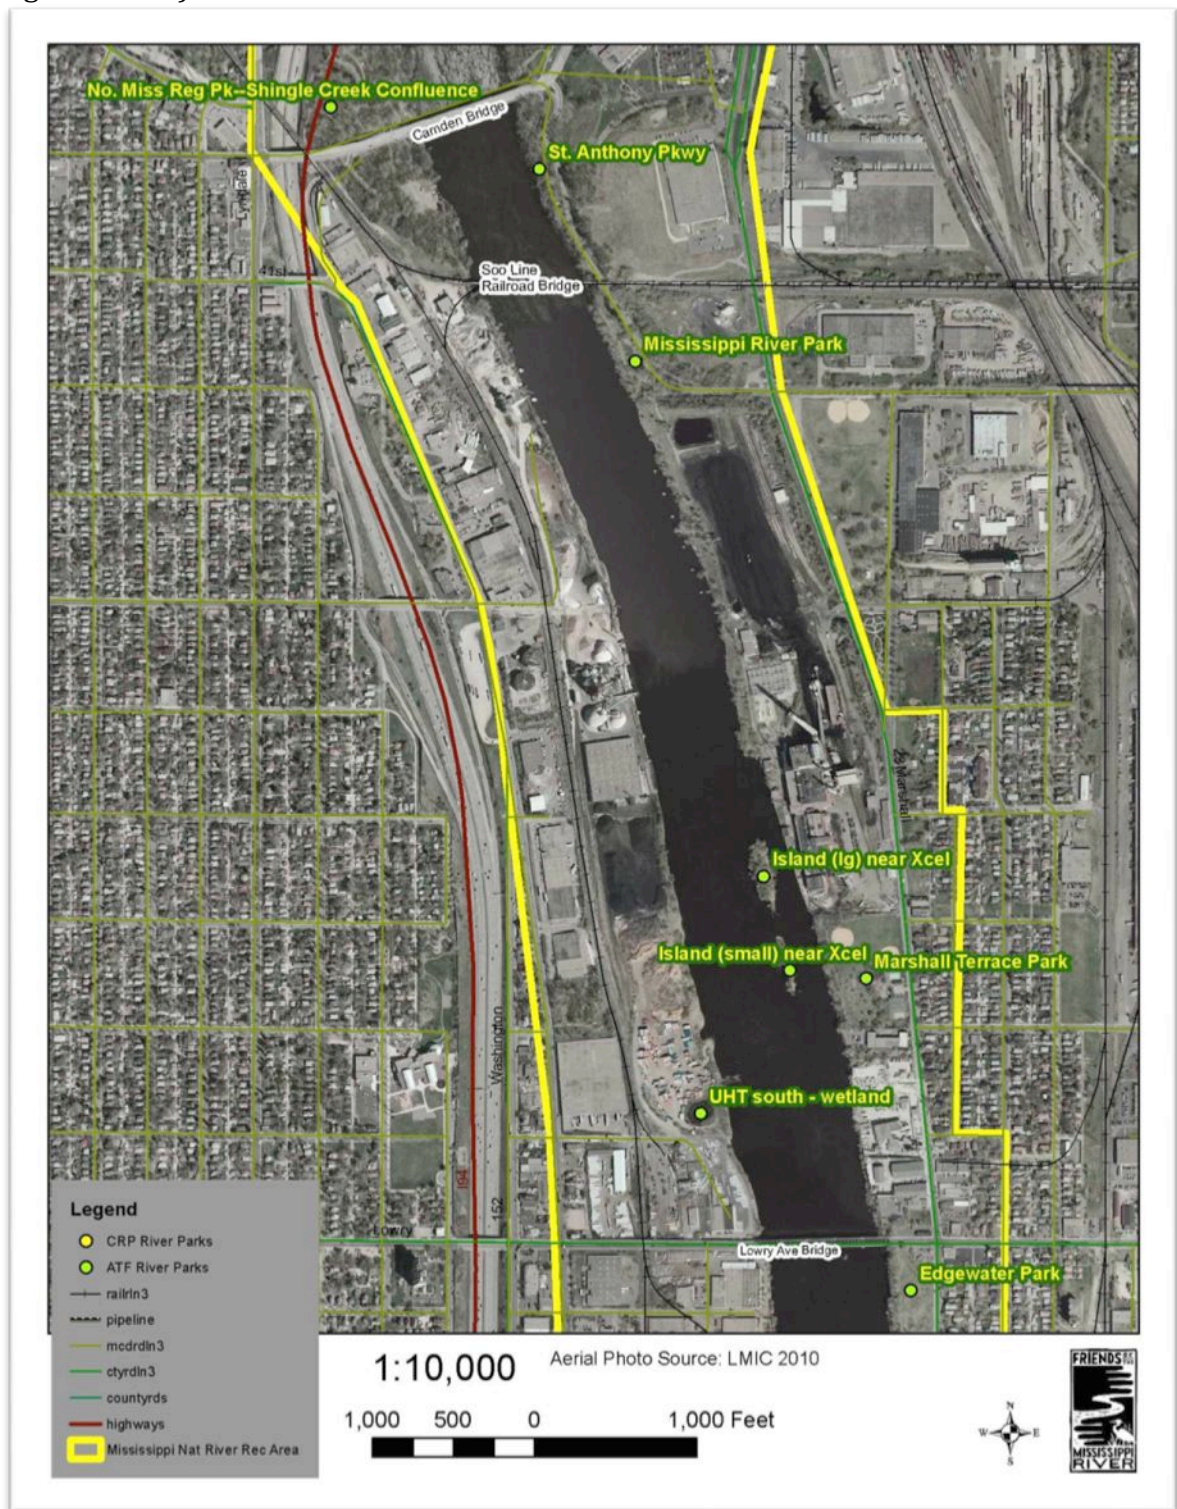 No. Miss Reg Pk--Shingle Creek Confluence
Camden Bridge
St. Anthony Pkwy
Lyndale
41st
Soo Line
Railroad Bridge
Mississippi River Park
Marshall
Island (lg) near Xcel
Island (small) near Xcel
Marshall Terrace Park
Washington
UHT south - wetland
I94
152
Lowry
Lowry Ave Bridge
Edgewater Park
Legend
CRP River Parks
ATF River Parks
railrln3
pipeline
mcdrdln3
ctyrdln3
countyrds
highways
Mississippi Nat River Rec Area
1:10,000
Aerial Photo Source: LMIC 2010
1,000 500 0 1,000 Feet
N
W E
S
FRIENDS OF THE
MISSISSIPPI
RIVER